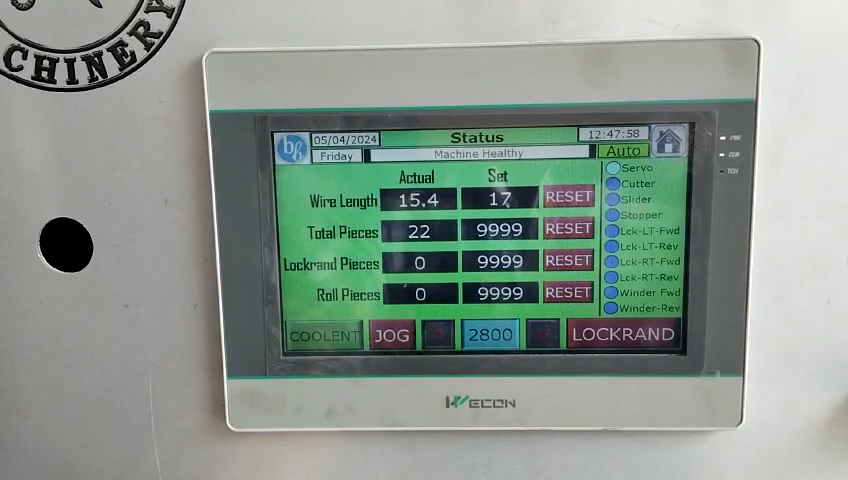 CHINERY
05/04/2024 Status 12:47:58
Friday Machine Healthy Auto
Actual Set
Wire Length 15.4 17 RESET
Total Pieces 22 9999 RESET
Lockrand Pieces 0 9999 RESET
Roll Pieces 0 9999 RESET
Servo
Cutter
Slider
Stopper
Lck-LT-Fwd
Lck-LT-Rev
Lck-RT-Fwd
Lck-RT-Rev
Winder Fwd
Winder-Rev
COOLENT JOG 2800 LOCKRAND
PWR
COM
TCH
WECON